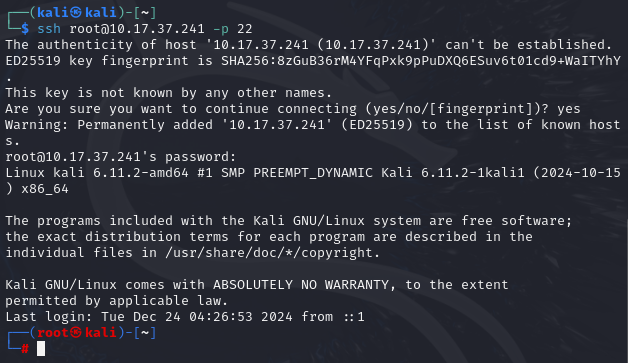 ┌──(kali㉿kali)-[~]
└─$ ssh root@10.17.37.241 -p 22
The authenticity of host '10.17.37.241 (10.17.37.241)' can't be established.
ED25519 key fingerprint is SHA256:8zGuB36rM4YFqPxk9pPuDXQ6ESuv6t01cd9+WaITYhY
.
This key is not known by any other names.
Are you sure you want to continue connecting (yes/no/[fingerprint])? yes
Warning: Permanently added '10.17.37.241' (ED25519) to the list of known host
s.
root@10.17.37.241's password:
Linux kali 6.11.2-amd64 #1 SMP PREEMPT_DYNAMIC Kali 6.11.2-1kali1 (2024-10-15
) x86_64

The programs included with the Kali GNU/Linux system are free software;
the exact distribution terms for each program are described in the
individual files in /usr/share/doc/*/copyright.

Kali GNU/Linux comes with ABSOLUTELY NO WARRANTY, to the extent
permitted by applicable law.
Last login: Tue Dec 24 04:26:53 2024 from ::1
┌──(root㉿kali)-[~]
└─#